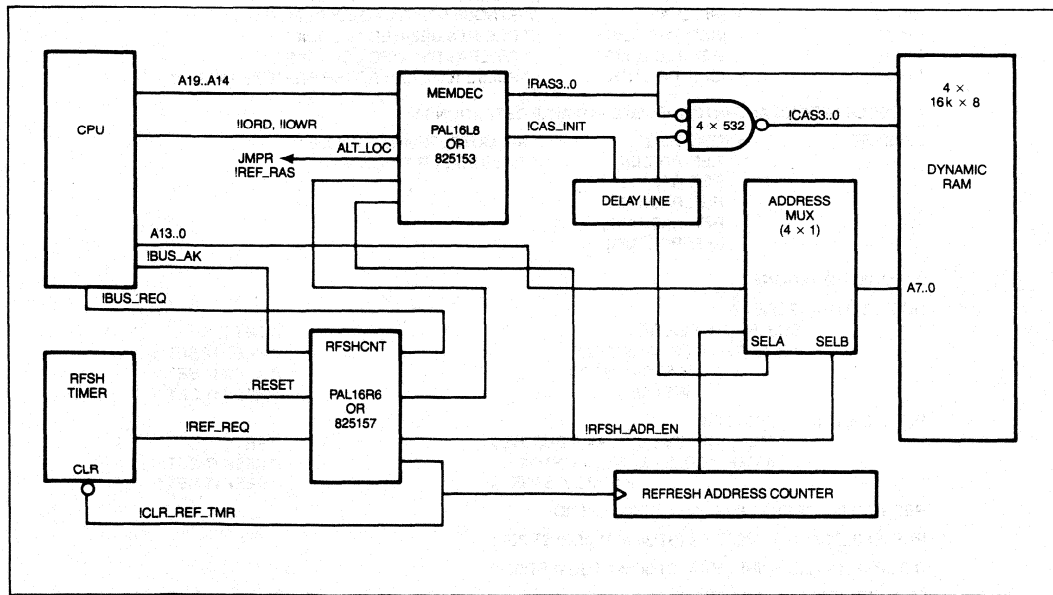 CPU
A19..A14
!IORD, !IOWR
ALT_LOC
JMPR
!REF_RAS
A13..0
!BUS_AK
!BUS_REQ
MEMDEC
PAL16L8
OR
825153
!RAS3..0
!CAS_INIT
4 × 532
!CAS3..0
DELAY LINE
ADDRESS
MUX
(4 × 1)
SELA
SELB
A7..0
4 ×
16k × 8
DYNAMIC
RAM
RFSH
TIMER
CLR
RESET
!REF_REQ
!CLR_REF_TMR
RFSHCNT
PAL16R6
OR
825157
!RFSH_ADR_EN
REFRESH ADDRESS COUNTER